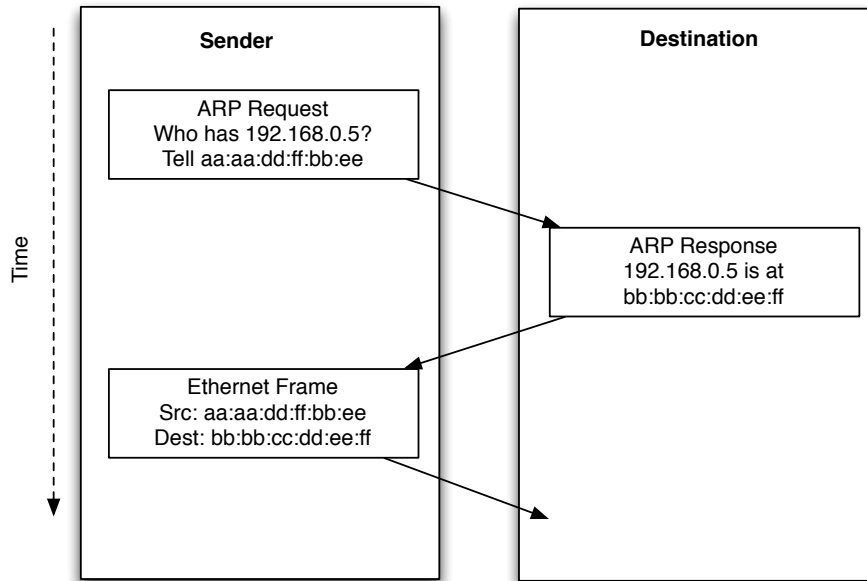 Sender
Destination
ARP Request
Who has 192.168.0.5?
Tell aa:aa:dd:ff:bb:ee
Time
ARP Response
192.168.0.5 is at
bb:bb:cc:dd:ee:ff
Ethernet Frame
Src: aa:aa:dd:ff:bb:ee
Dest: bb:bb:cc:dd:ee:ff